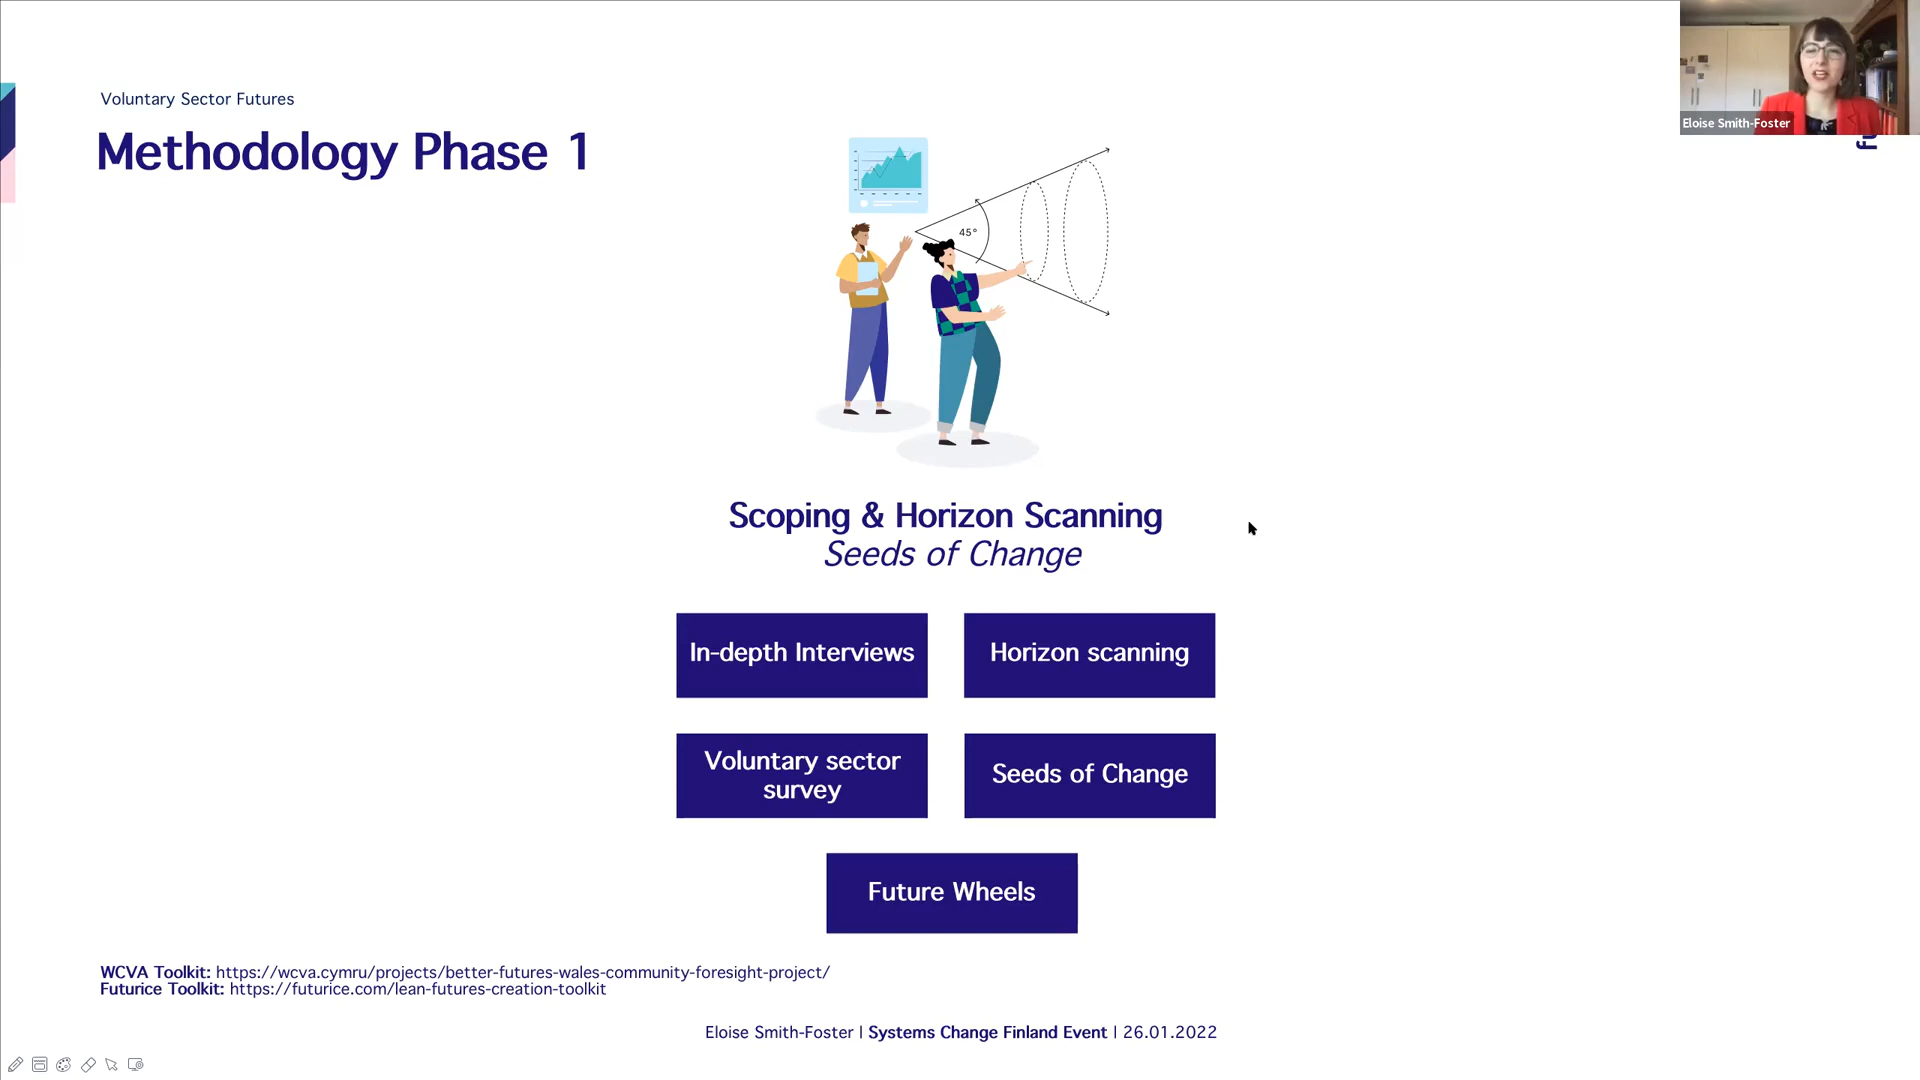 Voluntary Sector Futures
Methodology Phase 1
Eloise Smith-Foster
fu
45°
Scoping & Horizon Scanning
Seeds of Change
In-depth Interviews
Horizon scanning
Voluntary sector
survey
Seeds of Change
Future Wheels
WCVA Toolkit: https://wcva.cymru/projects/better-futures-wales-community-foresight-project/
Futurice Toolkit: https://futurice.com/lean-futures-creation-toolkit
Eloise Smith-Foster | Systems Change Finland Event | 26.01.2022